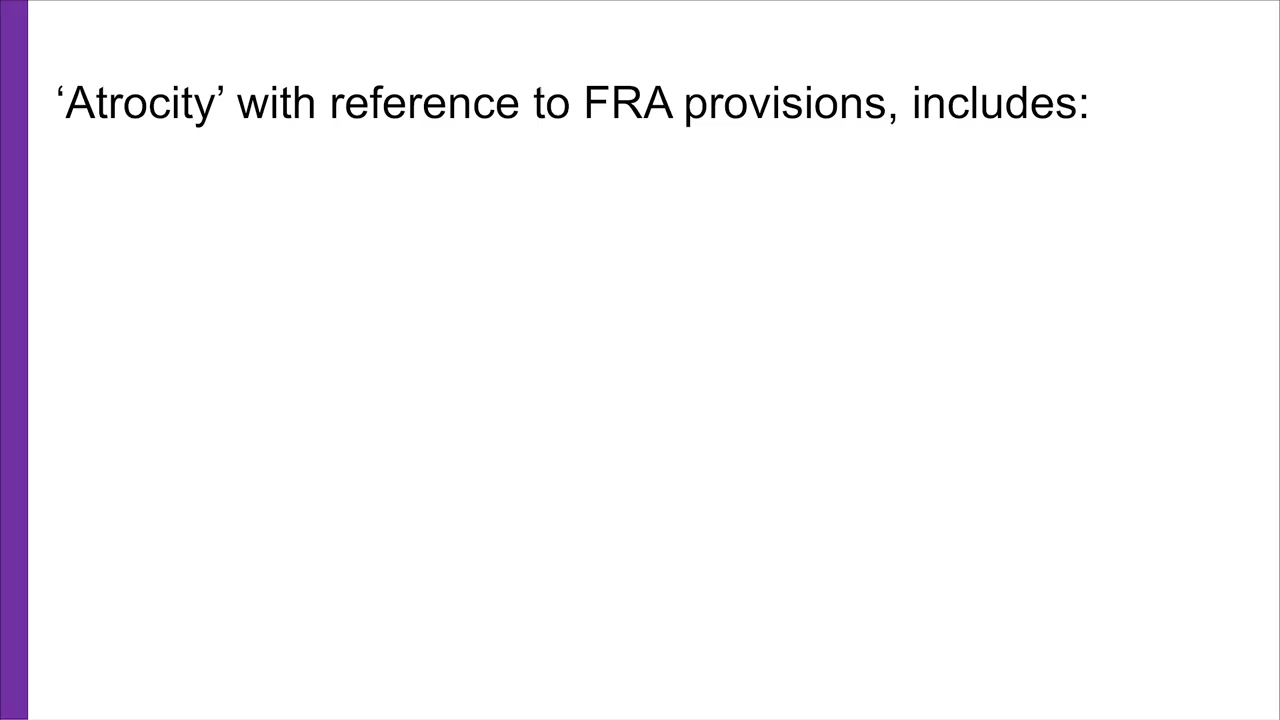 ‘Atrocity’ with reference to FRA provisions, includes: